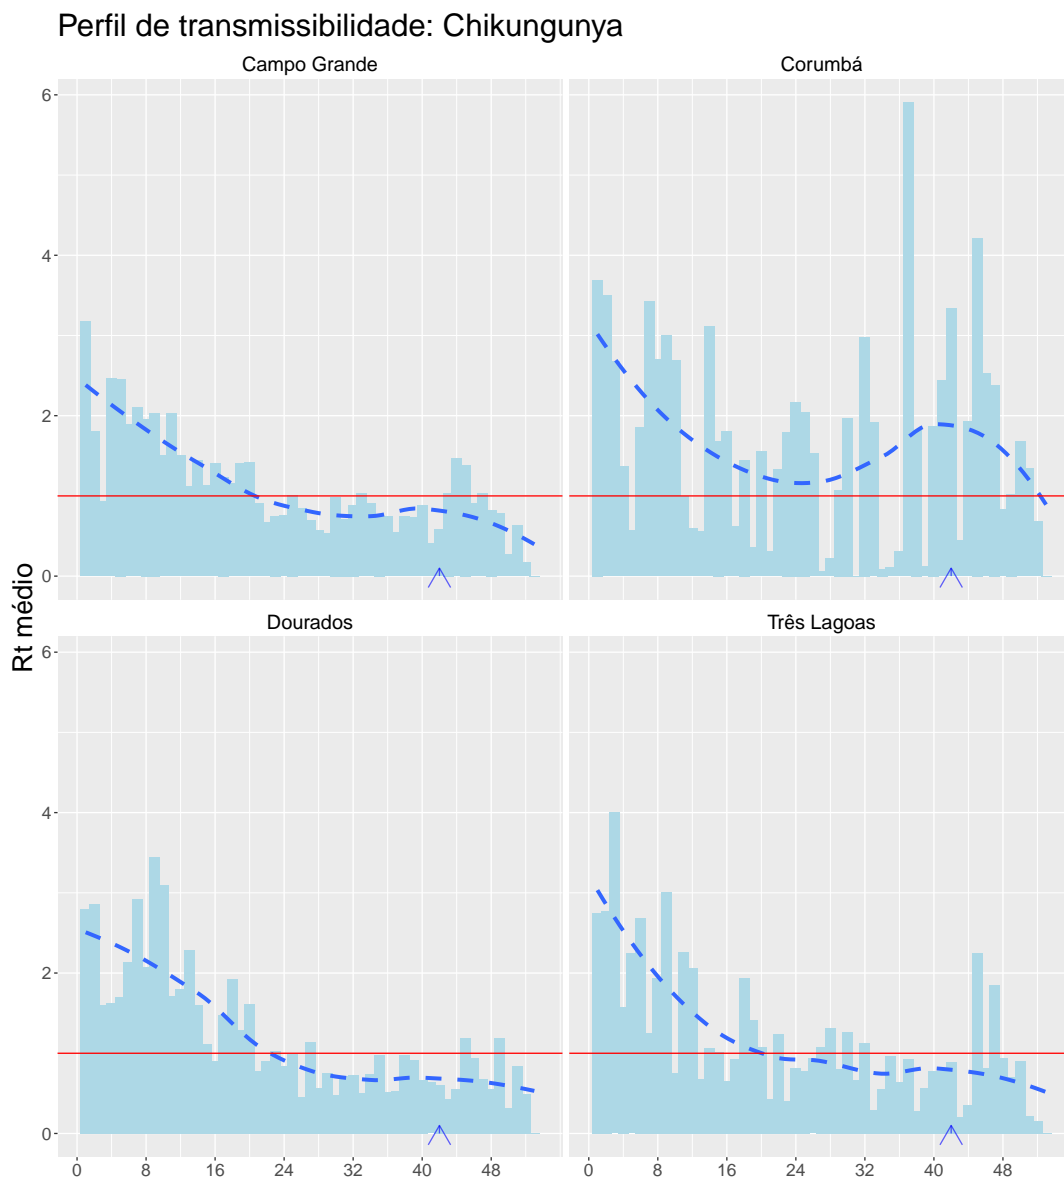 Perfil de transmissibilidade: Chikungunya
Campo Grande
Corumbá
6
4
2
0
Rt médio
Dourados
Três Lagoas
6
4
2
0
0 8 16 24 32 40 48
0 8 16 24 32 40 48